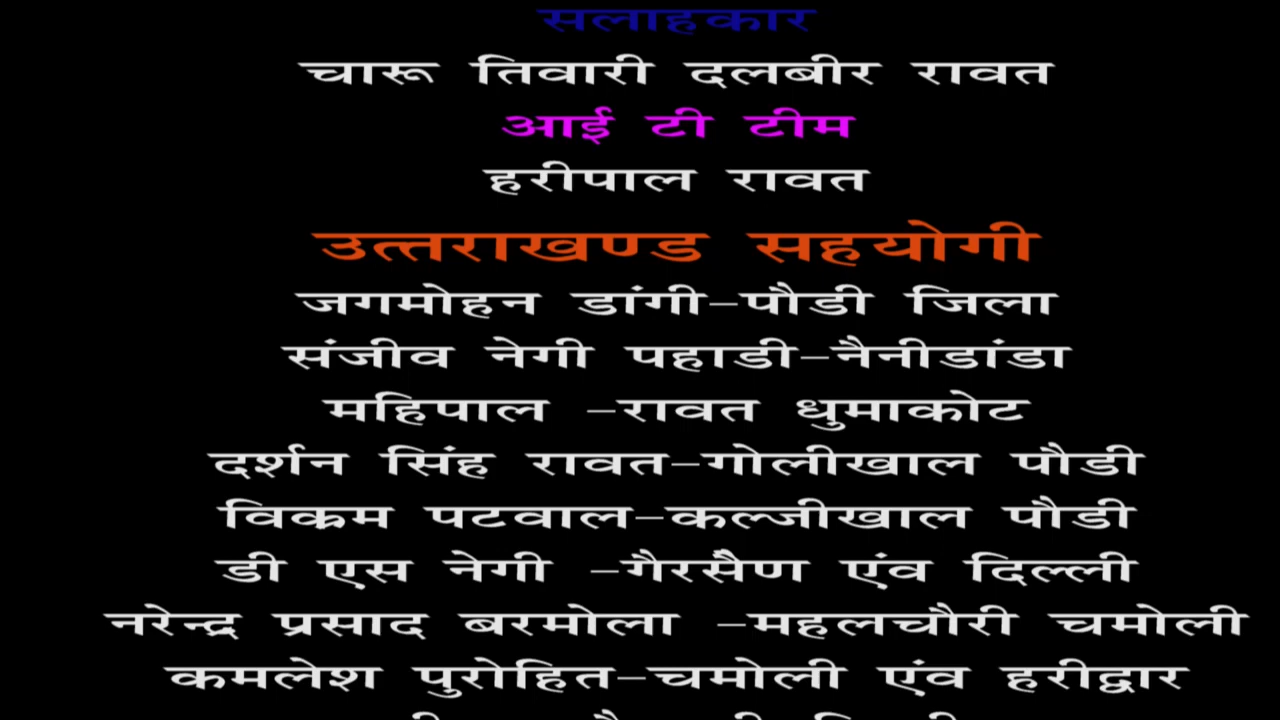 सलाहकार
चारू तिवारी दलबीर रावत
आई टी टीम
हरीपाल रावत
उत्तराखण्ड सहयोगी
जगमोहन डांगी-पौडी जिला
संजीव नेगी पहाडी-नैनीडांडा
महिपाल -रावत धुमाकोट
दर्शन सिंह रावत-गोलीखाल पौडी
विक्रम पटवाल-कल्जीखाल पौडी
डी एस नेगी -गैरसैण एंव दिल्ली
नरेन्द्र प्रसाद बरमोला -महलचौरी चमोली
कमलेश पुरोहित-चमोली एंव हरीद्वार